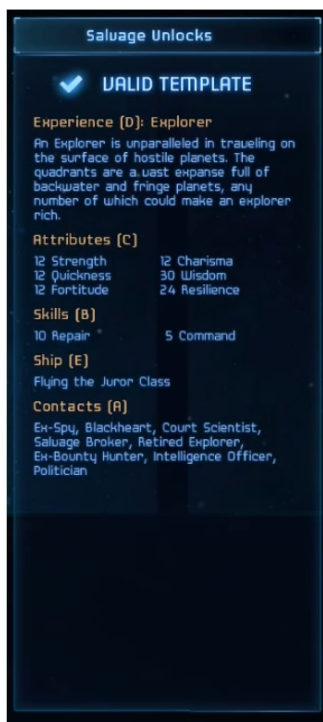 Salvage Unlocks
VALID TEMPLATE
Experience (D): Explorer
An Explorer is unparalleled in traveling on
the surface of hostile planets. The
quadrants are a vast expanse full of
backwater and fringe planets, any
number of which could make an explorer
rich.
Attributes (C)
12 Strength 12 Charisma
12 Quickness 30 Wisdom
12 Fortitude 24 Resilience
Skills (B)
10 Repair 5 Command
Ship (E)
Flying the Juror Class
Contacts (A)
Ex-Spy, Blackheart, Court Scientist,
Salvage Broker, Retired Explorer,
Ex-Bounty Hunter, Intelligence Officer,
Politician